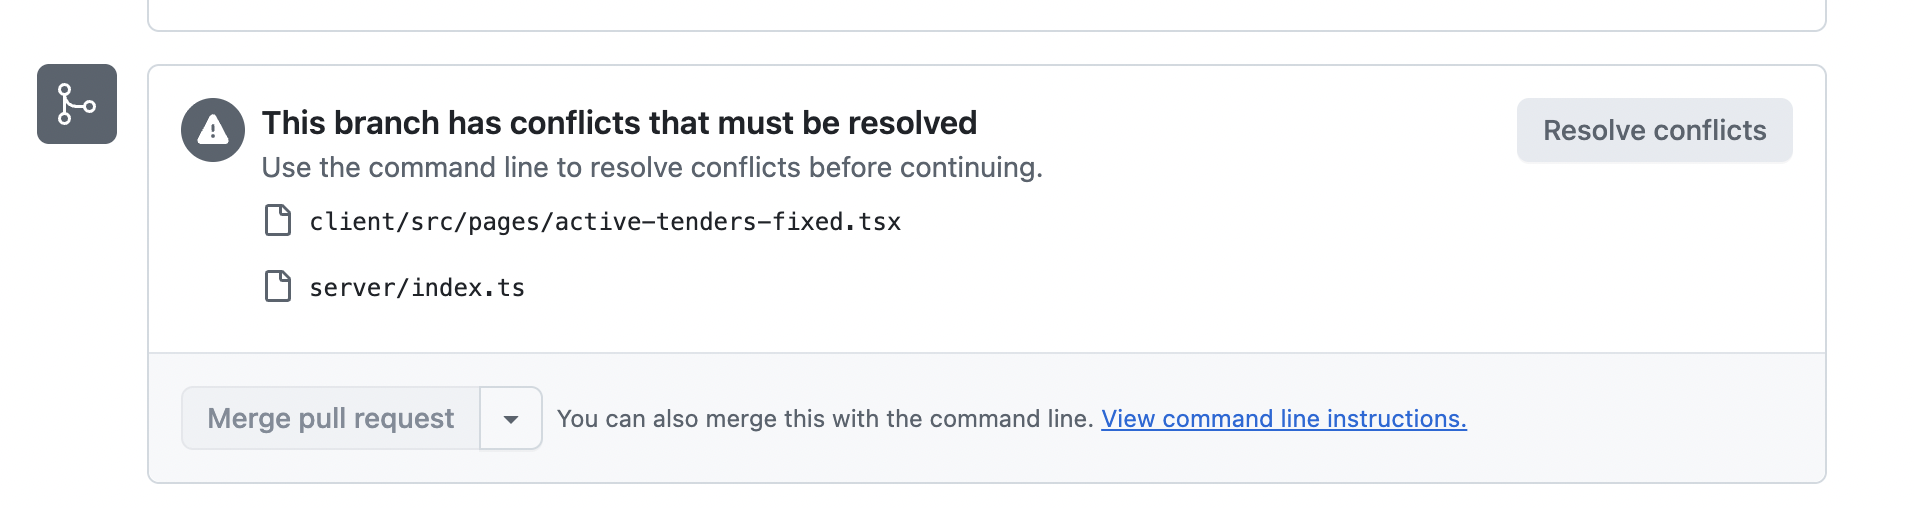 This branch has conflicts that must be resolved
Resolve conflicts
Use the command line to resolve conflicts before continuing.
client/src/pages/active-tenders-fixed.tsx
server/index.ts
Merge pull request
You can also merge this with the command line. View command line instructions.